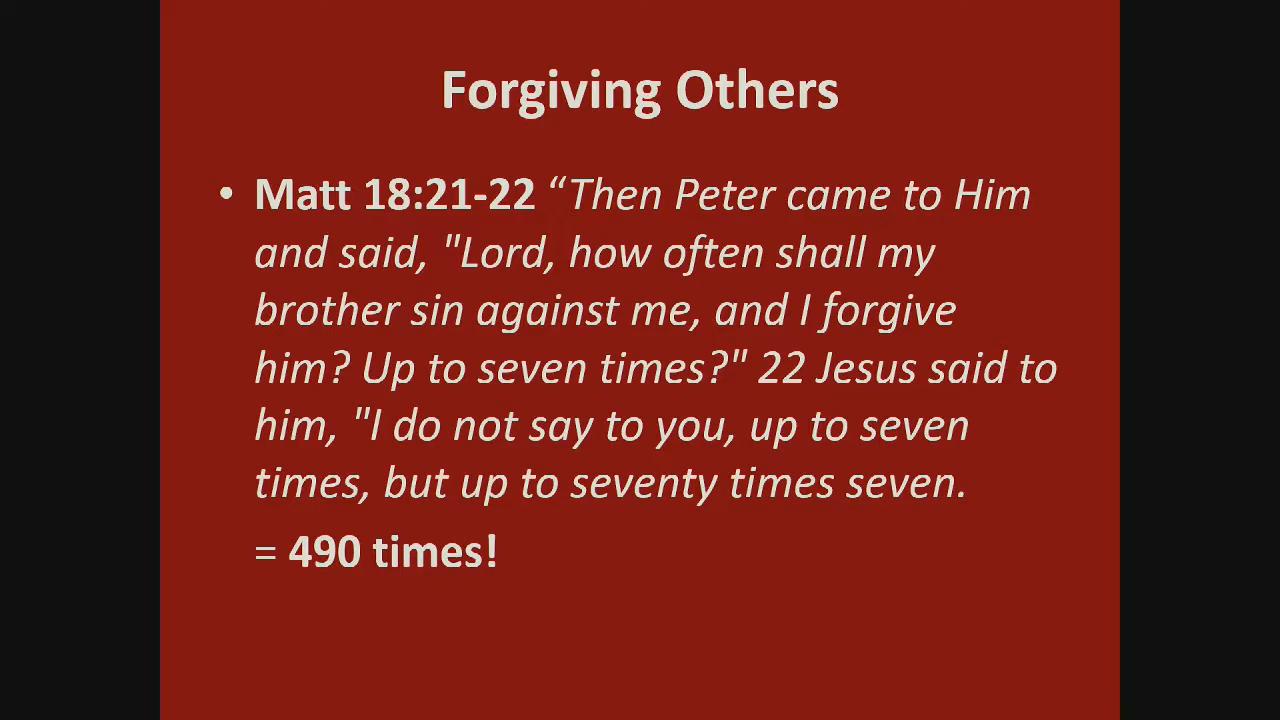 Forgiving Others
• Matt 18:21-22 “Then Peter came to Him
and said, "Lord, how often shall my
brother sin against me, and I forgive
him? Up to seven times?" 22 Jesus said to
him, "I do not say to you, up to seven
times, but up to seventy times seven.
= 490 times!